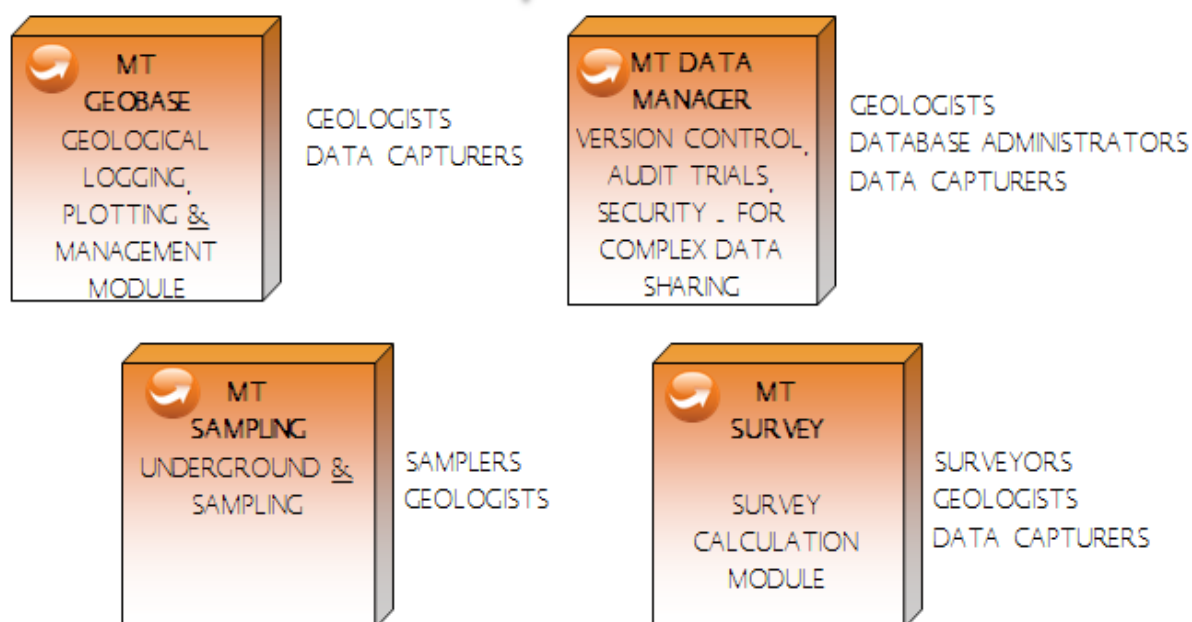 MT
GEOBASE
GEOLOGICAL
LOGGING,
PLOTTING &
MANAGEMENT
MODULE
GEOLOGISTS
DATA CAPTURERS
MT DATA
MANAGER
VERSION CONTROL,
AUDIT TRIALS,
SECURITY - FOR
COMPLEX DATA
SHARING
GEOLOGISTS
DATABASE ADMINISTRATORS
DATA CAPTURERS
MT
SAMPLING
UNDERGROUND &
SAMPLING
SAMPLERS
GEOLOGISTS
MT
SURVEY
SURVEY
CALCULATION
MODULE
SURVEYORS
GEOLOGISTS
DATA CAPTURERS